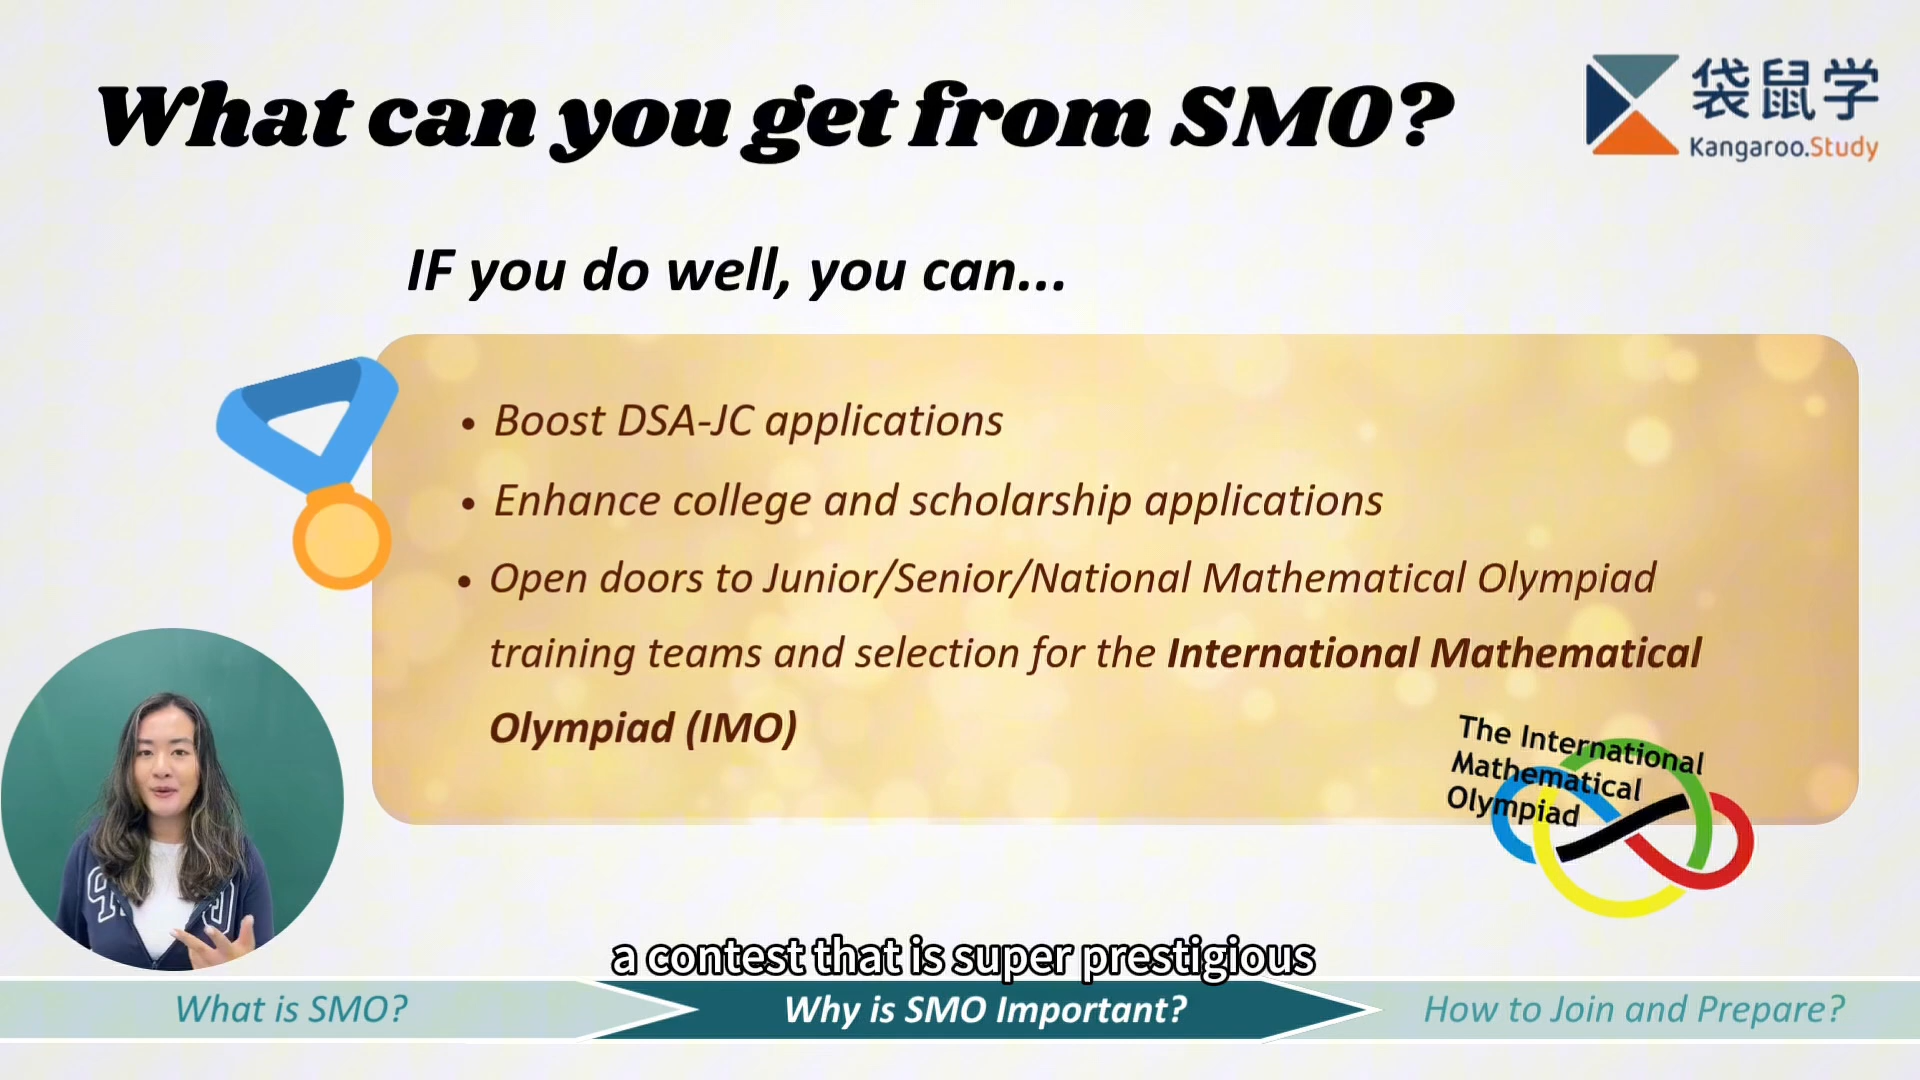 What can you get from SMO?
袋鼠学
Kangaroo.Study
IF you do well, you can...
• Boost DSA-JC applications
• Enhance college and scholarship applications
• Open doors to Junior/Senior/National Mathematical Olympiad
training teams and selection for the International Mathematical
Olympiad (IMO)
The International
Mathematical
Olympiad
a contest that is super prestigious
What is SMO?
Why is SMO Important?
How to Join and Prepare?